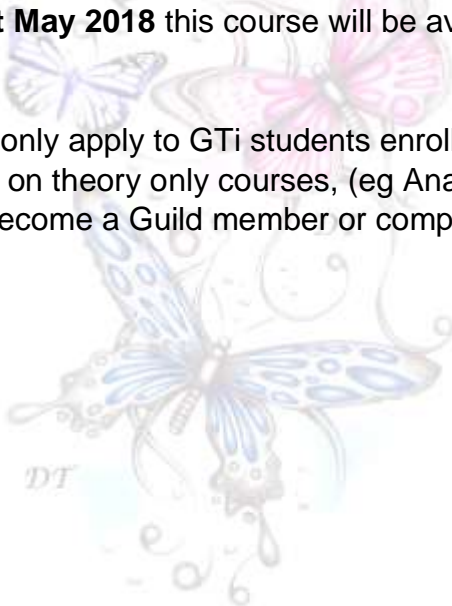 t May 2018 this course will be av
only apply to GTi students enroll
on theory only courses, (eg Ana
ecome a Guild member or comp
DT